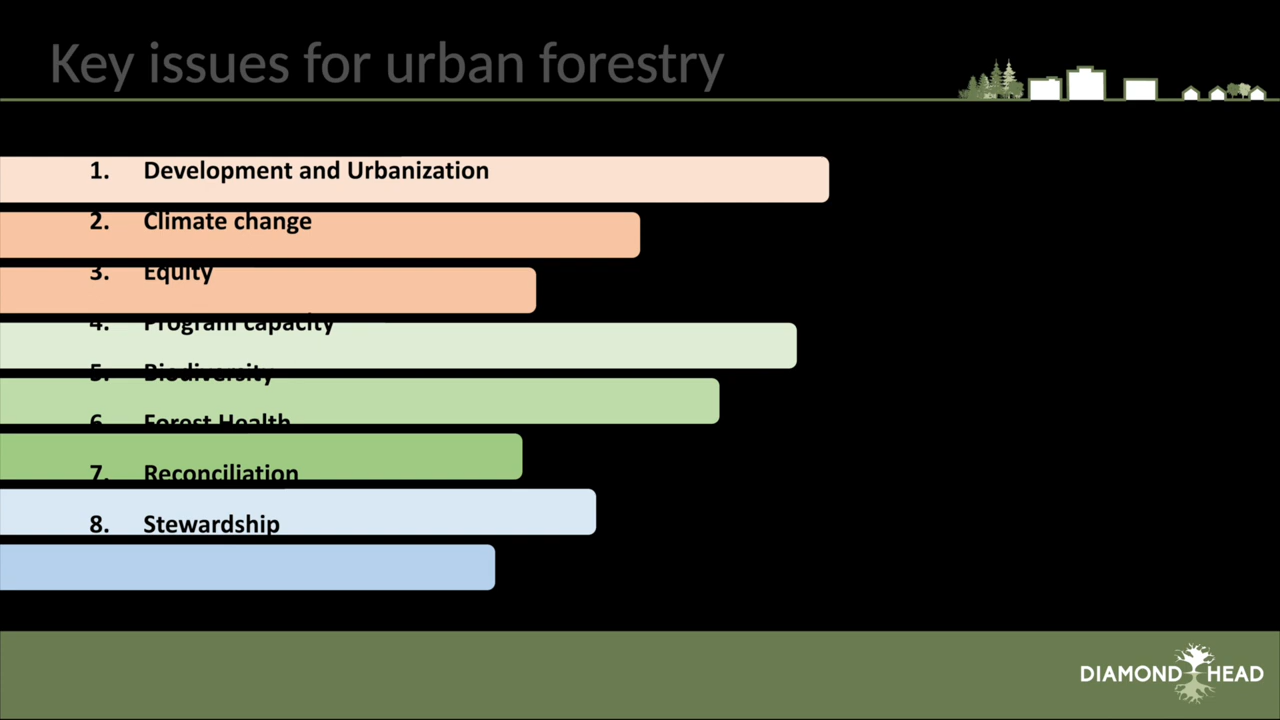 Key issues for urban forestry
1. Development and Urbanization
2. Climate change
3. Equity
4. Program capacity
5. Biodiversity
6. Forest Health
7. Reconciliation
8. Stewardship
DIAMOND HEAD